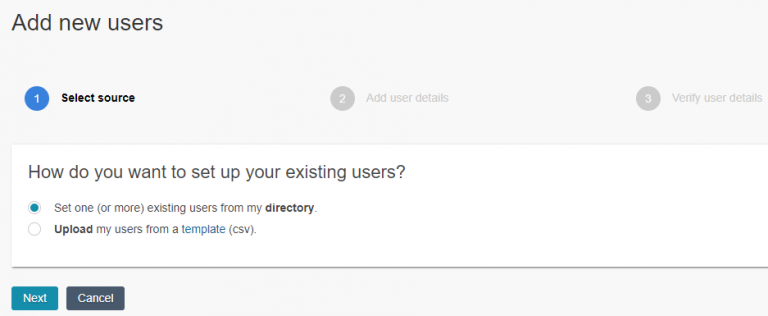 Add new users
1 Select source 2 Add user details 3 Verify user details
How do you want to set up your existing users?
Set one (or more) existing users from my directory.
Upload my users from a template (csv).
Next Cancel